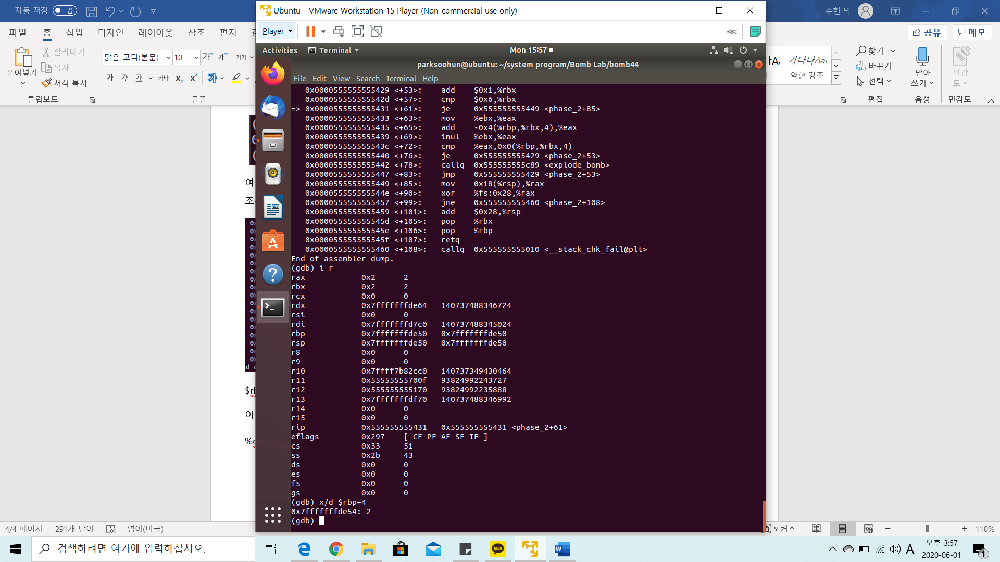 자동 저장 끔
수헌 박
파일 홈 삽입 디자인 레이아웃 참조 편지
공유 메모
붙여넣기
잘라내기
복사
서식 복사
클립보드
맑은 고딕(본문) 10
글꼴
가나다Aa
약한 강조
찾기
바꾸기
선택
편집
받아
쓰기
음성
민감
도
민감도
Ubuntu - VMware Workstation 15 Player (Non-commercial use only)
Player
Activities Terminal Mon 15:57
parksoohun@ubuntu: ~/system program/Bomb Lab/bomb44
File Edit View Search Terminal Help
0x0000555555555429 <+53>: add $0x1,%rbx
0x000055555555542d <+57>: cmp $0x6,%rbx
=> 0x0000555555555431 <+61>: je 0x555555555449 <phase_2+85>
0x0000555555555433 <+63>: mov %ebx,%eax
0x0000555555555435 <+65>: add -0x4(%rbp,%rbx,4),%eax
0x0000555555555439 <+69>: imul %ebx,%eax
0x000055555555543c <+72>: cmp %eax,0x0(%rbp,%rbx,4)
0x0000555555555440 <+76>: je 0x555555555429 <phase_2+53>
0x0000555555555442 <+78>: callq 0x555555555c89 <explode_bomb>
0x0000555555555447 <+83>: jmp 0x555555555429 <phase_2+53>
0x0000555555555449 <+85>: mov 0x18(%rsp),%rax
0x000055555555544e <+90>: xor %fs:0x28,%rax
0x0000555555555457 <+99>: jne 0x555555555460 <phase_2+108>
0x0000555555555459 <+101>: add $0x28,%rsp
0x000055555555545d <+105>: pop %rbx
0x000055555555545e <+106>: pop %rbp
0x000055555555545f <+107>: retq
0x0000555555555460 <+108>: callq 0x555555555010 <__stack_chk_fail@plt>
End of assembler dump.
(gdb) i r
rax 0x2 2
rbx 0x2 2
rcx 0x0 0
rdx 0x7fffffffde64 140737488346724
rsi 0x0 0
rdi 0x7fffffffd7c0 140737488345024
rbp 0x7fffffffde50 0x7fffffffde50
rsp 0x7fffffffde50 0x7fffffffde50
r8 0x0 0
r9 0x0 0
r10 0x7ffff7b82cc0 140737349430464
r11 0x55555555700f 93824992243727
r12 0x555555555170 93824992235888
r13 0x7fffffffdf70 140737488346992
r14 0x0 0
r15 0x0 0
rip 0x555555555431 0x555555555431 <phase_2+61>
eflags 0x297 [ CF PF AF SF IF ]
cs 0x33 51
ss 0x2b 43
ds 0x0 0
es 0x0 0
fs 0x0 0
gs 0x0 0
(gdb) x/d $rbp+4
0x7fffffffde54: 2
(gdb)
4/4 페이지 291개 단어 영어(미국) 포커스 110%
검색하려면 여기에 입력하십시오.
TALK
A
오후 3:57
2020-06-01
1